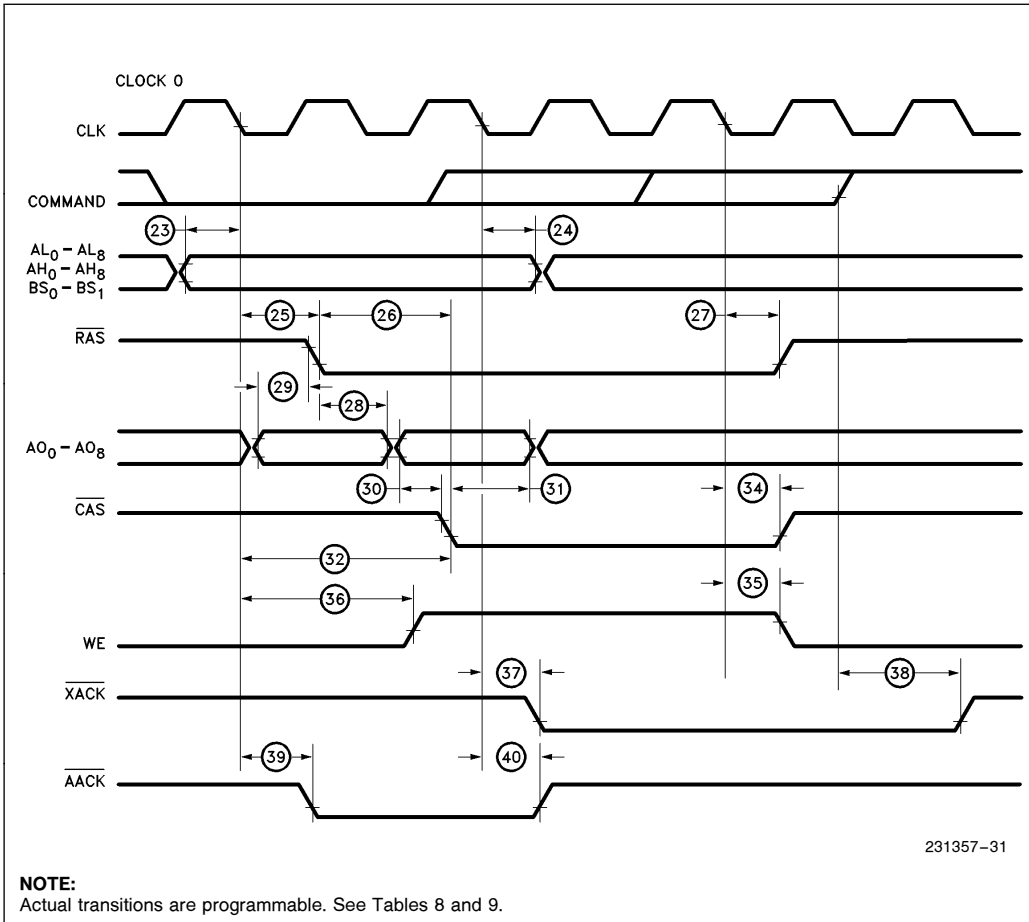 CLOCK 0
CLK
COMMAND
23
24
AL0 – AL8
AH0 – AH8
BS0 – BS1
25
26
27
RAS
29
28
AO0 – AO8
30
31
34
CAS
32
35
36
WE
37
38
XACK
39
40
AACK
231357–31
NOTE:
Actual transitions are programmable. See Tables 8 and 9.